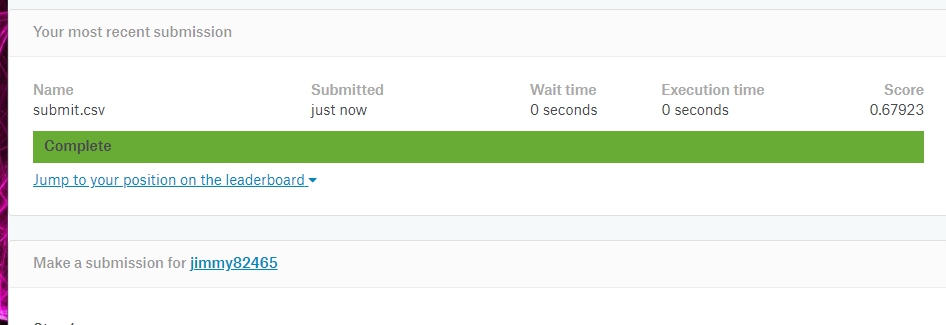 Your most recent submission
Name Submitted Wait time Execution time Score
submit.csv just now 0 seconds 0 seconds 0.67923
Complete
Jump to your position on the leaderboard
Make a submission for jimmy82465